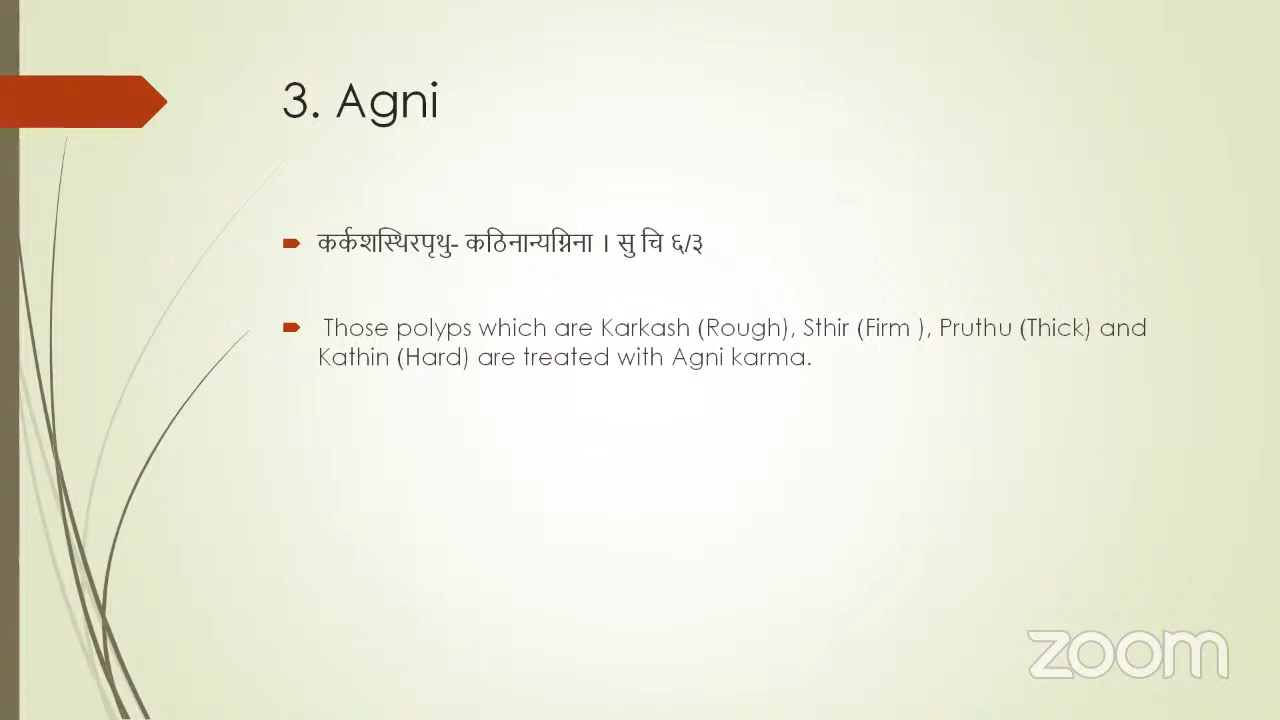 3. Agni
कर्कशस्थिरपृथु- कठिनान्यग्निना । सु चि ६/३
Those polyps which are Karkash (Rough), Sthir (Firm ), Pruthu (Thick) and
Kathin (Hard) are treated with Agni karma.
zoom